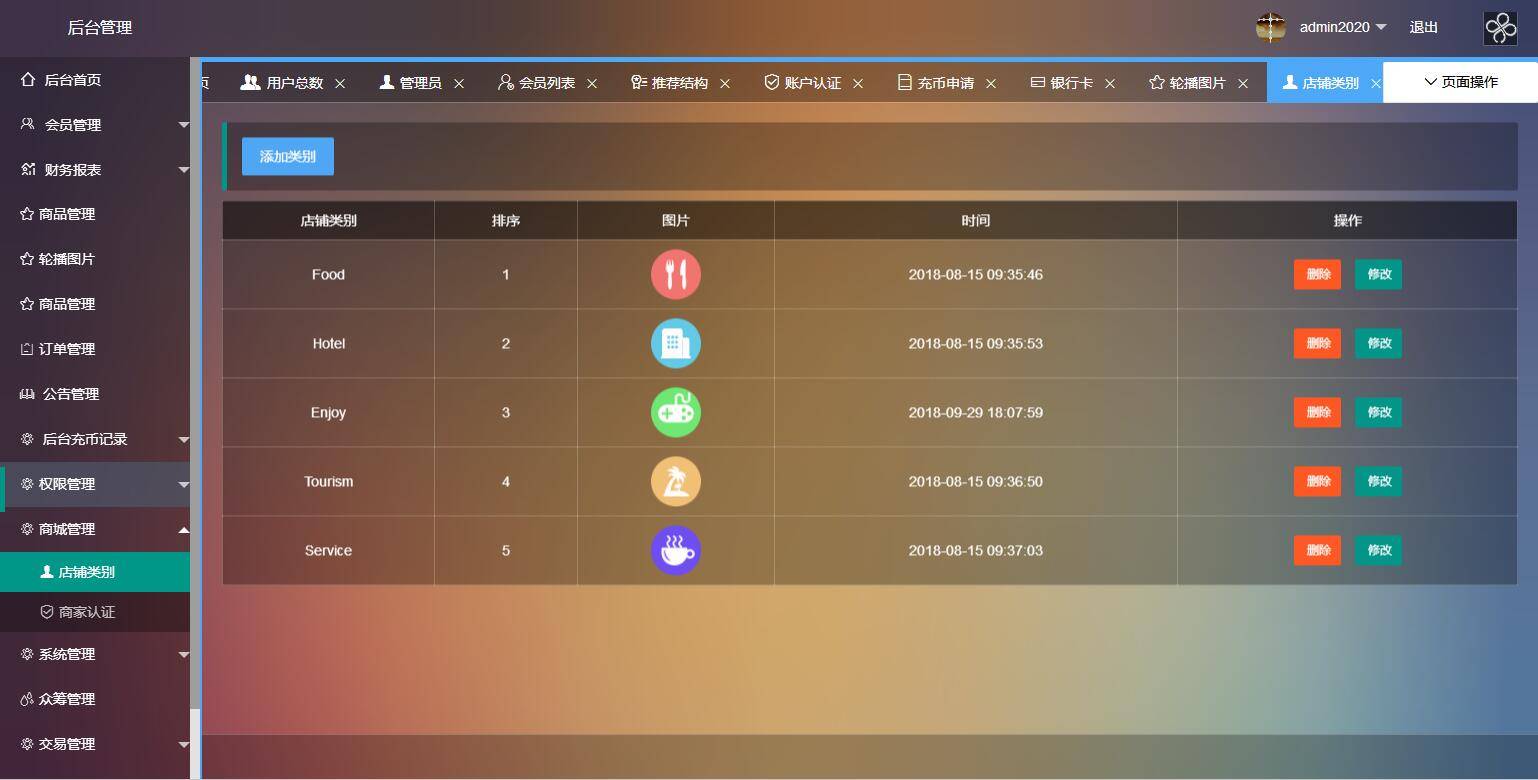 后台管理
admin2020
退出
页
用户总数
管理员
会员列表
推荐结构
账户认证
充币申请
银行卡
轮播图片
店铺类别
页面操作
后台首页
会员管理
财务报表
商品管理
轮播图片
商品管理
订单管理
公告管理
后台充币记录
权限管理
商城管理
店铺类别
商家认证
系统管理
众筹管理
交易管理
添加类别
店铺类别 排序 图片 时间 操作
Food 1 2018-08-15 09:35:46 删除 修改
Hotel 2 2018-08-15 09:35:53 删除 修改
Enjoy 3 2018-09-29 18:07:59 删除 修改
Tourism 4 2018-08-15 09:36:50 删除 修改
Service 5 2018-08-15 09:37:03 删除 修改